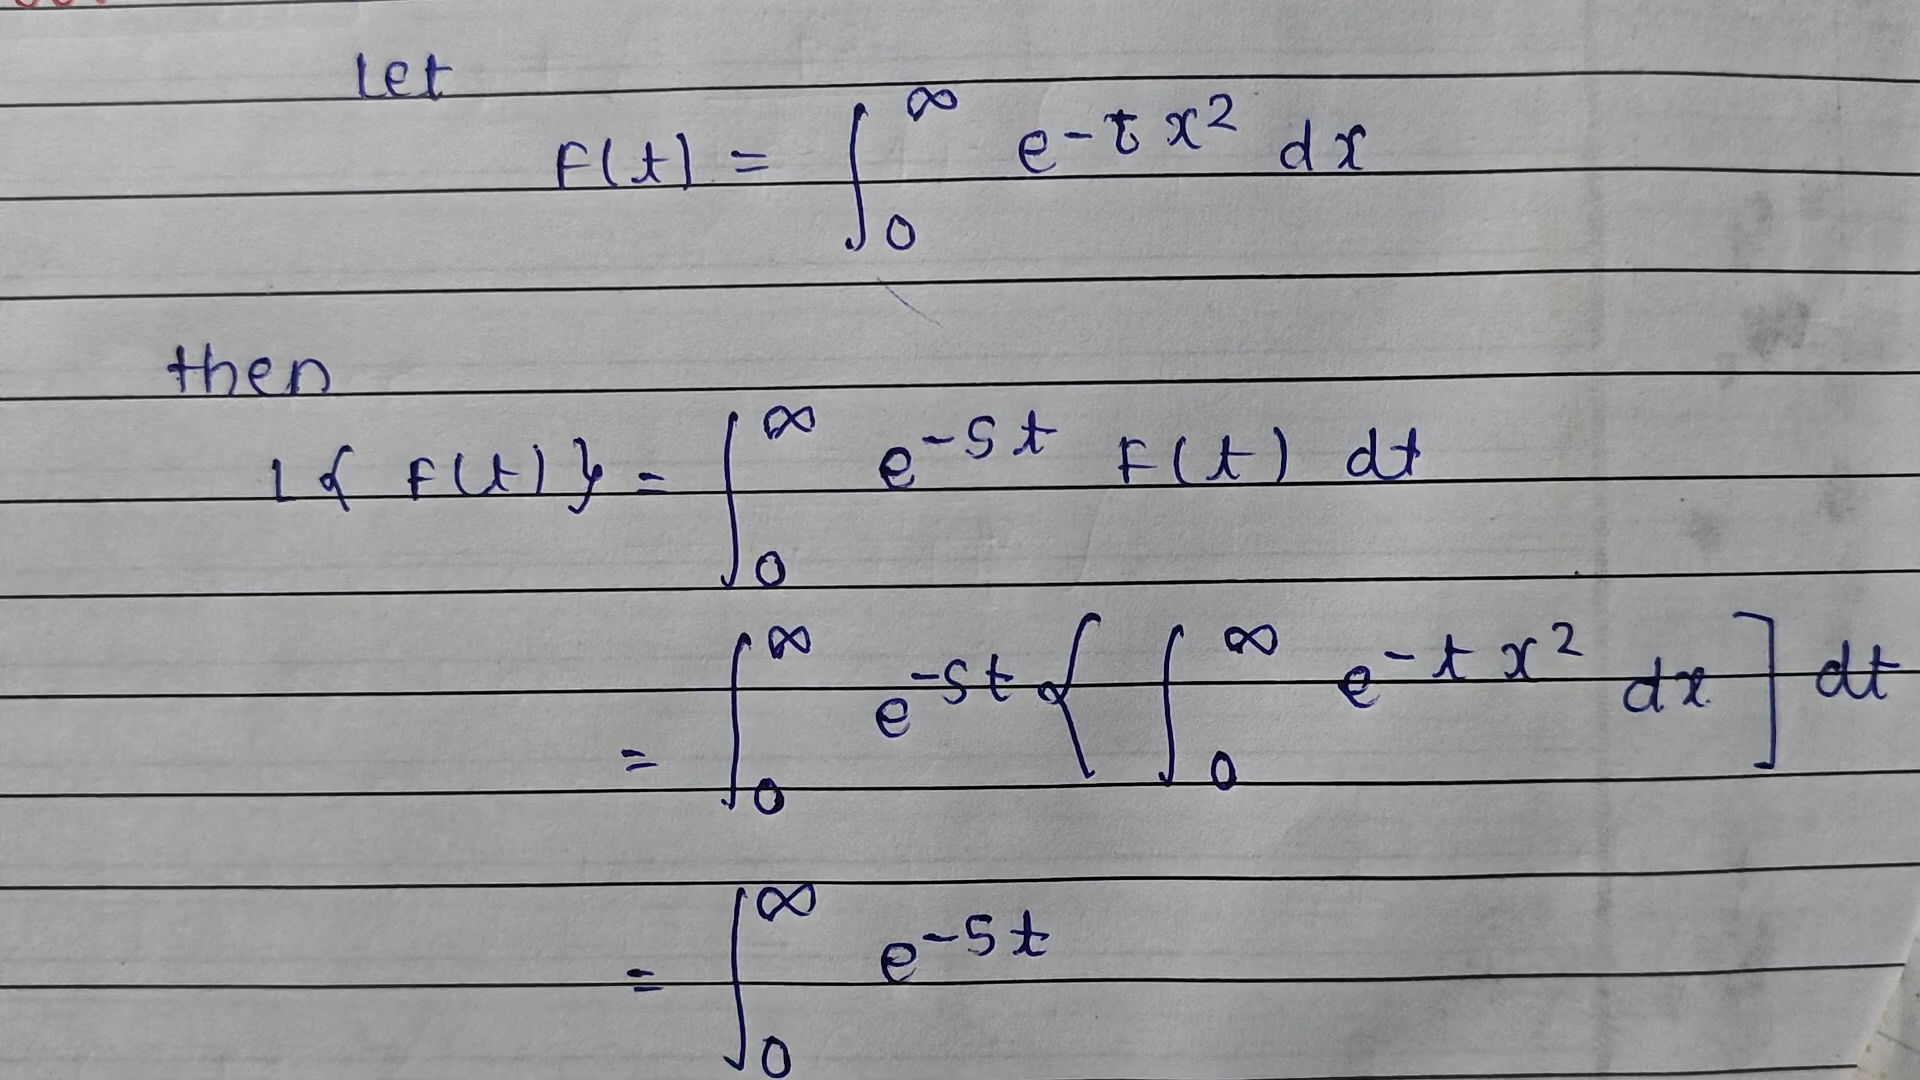 Let
F(t) = ∫₀^∞ e^-tx² dx
then
L{ F(t) } = ∫₀^∞ e^-st F(t) dt
= ∫₀^∞ e^-st { ∫₀^∞ e^-tx² dx ] dt
= ∫₀^∞ e^-st